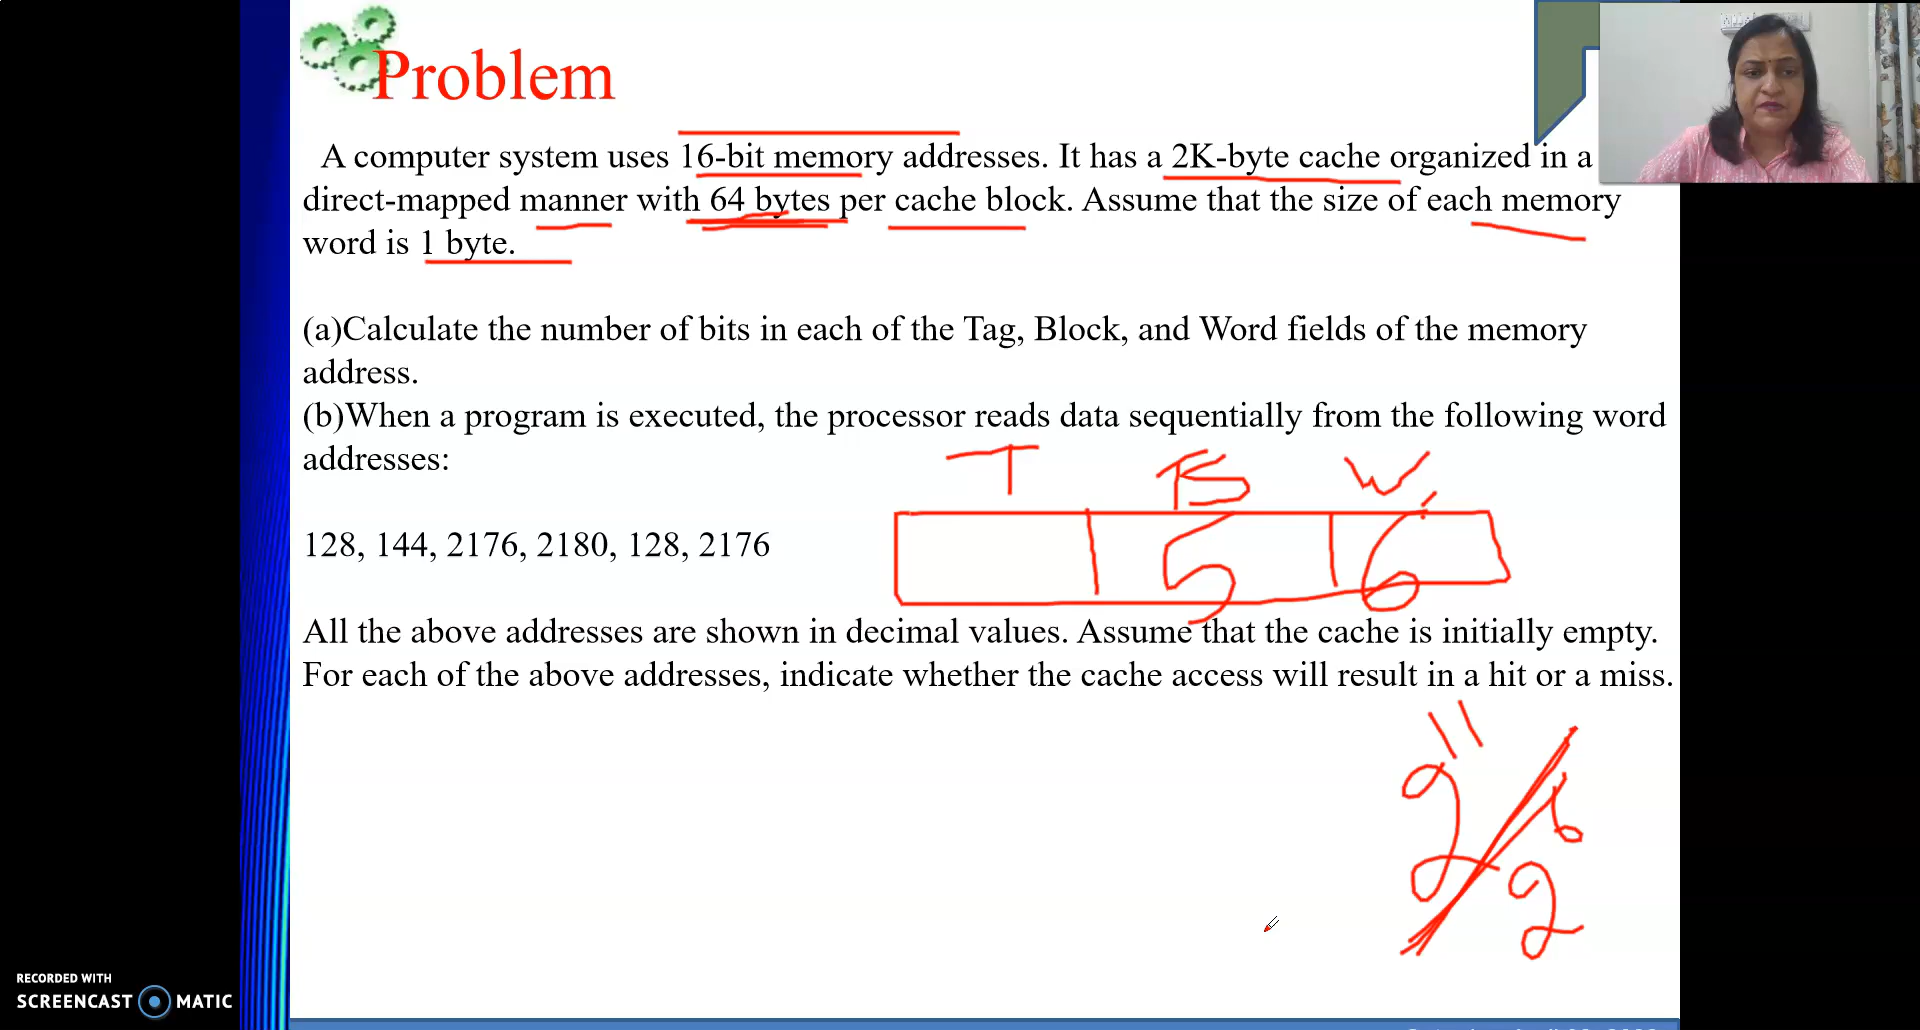 Problem
A computer system uses 16-bit memory addresses. It has a 2K-byte cache organized in a
direct-mapped manner with 64 bytes per cache block. Assume that the size of each memory
word is 1 byte.
(a)Calculate the number of bits in each of the Tag, Block, and Word fields of the memory
address.
(b)When a program is executed, the processor reads data sequentially from the following word
addresses:
T B W
5 6
128, 144, 2176, 2180, 128, 2176
All the above addresses are shown in decimal values. Assume that the cache is initially empty.
For each of the above addresses, indicate whether the cache access will result in a hit or a miss.
2 11 / 2 6
RECORDED WITH
SCREENCAST MATIC